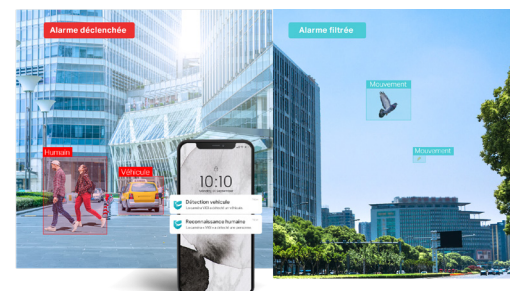 Alarme déclenchée
Alarme filtrée
Humain
Véhicule
Mouvement
Mouvement
10:10
Détection véhicule
Reconnaissance humaine